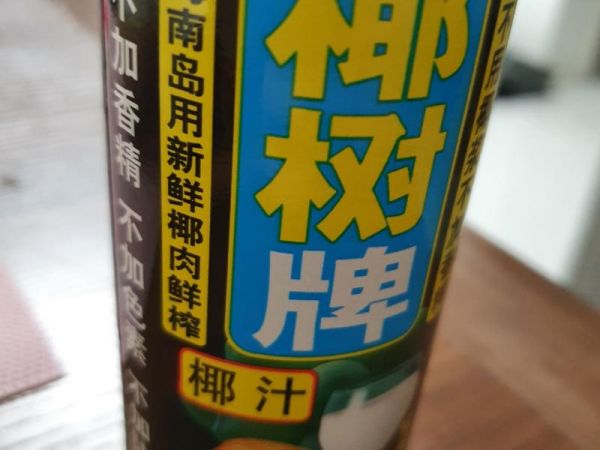 不加香精 不加色素 不加
南岛用新鲜椰肉鲜榨
椰树
牌
椰汁